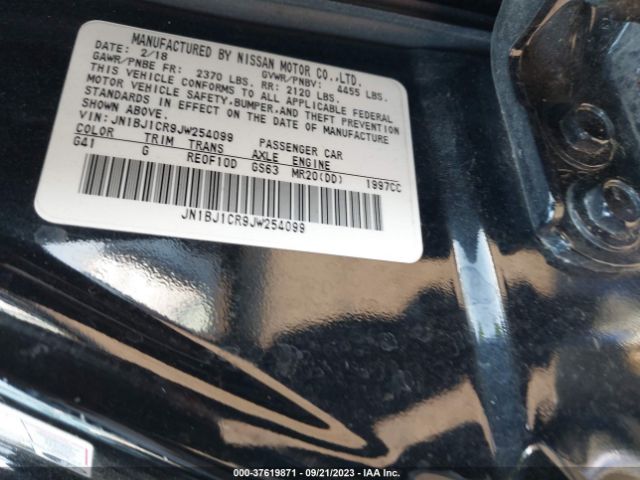 MANUFACTURED BY NISSAN MOTOR CO.,LTD.
DATE: 2/18 GVWR/PNBV: 4455 LBS.
GAWR/PNBE FR: 2370 LBS. RR: 2120 LBS.
THIS VEHICLE CONFORMS TO ALL APPLICABLE FEDERAL
MOTOR VEHICLE SAFETY,BUMPER,AND THEFT PREVENTION
STANDARDS IN EFFECT ON THE DATE OF MANUFACTURE
SHOWN ABOVE.
VIN: JN1BJ1CR9JW254099 PASSENGER CAR
COLOR TRIM TRANS AXLE ENGINE
G41 G RE0F10D GS63 MR20(DD) 1997CC
JN1BJ1CR9JW254099
000-37619871 - 09/21/2023 - IAA Inc.